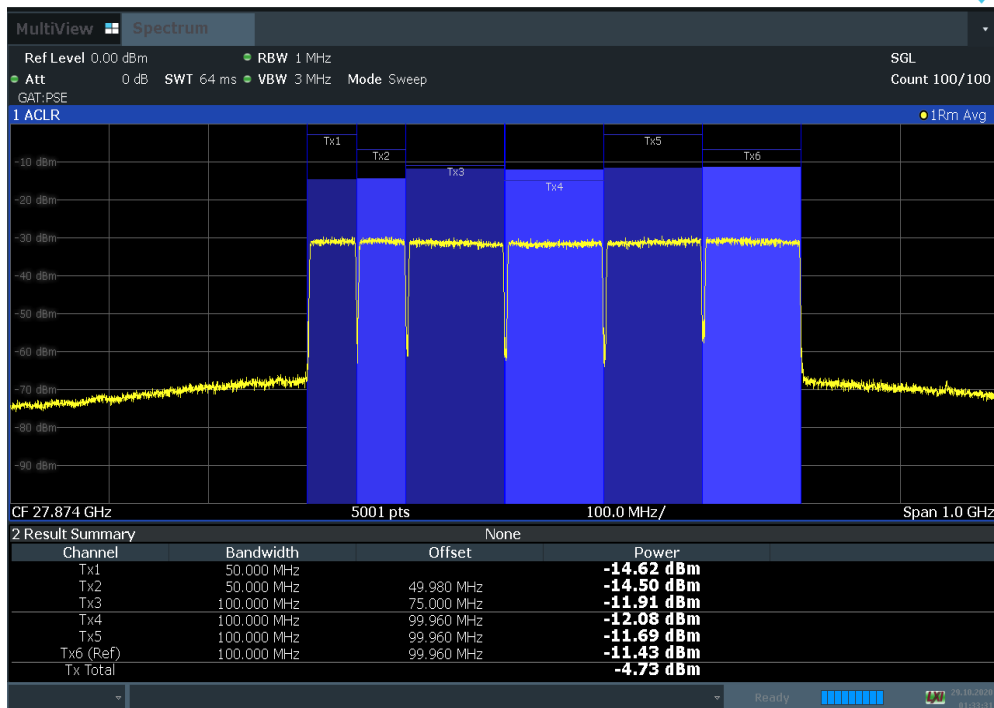 MultiView Spectrum
Ref Level 0.00 dBm RBW 1 MHz SGL
Att 0 dB SWT 64 ms VBW 3 MHz Mode Sweep Count 100/100
GAT:PSE
1 ACLR 1Rm Avg
Tx1 Tx5
Tx2 Tx6
-10 dBm
Tx3
Tx4
-20 dBm
-30 dBm
-40 dBm
-50 dBm
-60 dBm
-70 dBm
-80 dBm
-90 dBm
CF 27.874 GHz 5001 pts 100.0 MHz/ Span 1.0 GHz
2 Result Summary None
Channel Bandwidth Offset Power
Tx1 50.000 MHz -14.62 dBm
Tx2 50.000 MHz 49.980 MHz -14.50 dBm
Tx3 100.000 MHz 75.000 MHz -11.91 dBm
Tx4 100.000 MHz 99.960 MHz -12.08 dBm
Tx5 100.000 MHz 99.960 MHz -11.69 dBm
Tx6 (Ref) 100.000 MHz 99.960 MHz -11.43 dBm
Tx Total -4.73 dBm
Ready LXI 29.10.2020
01:33:31